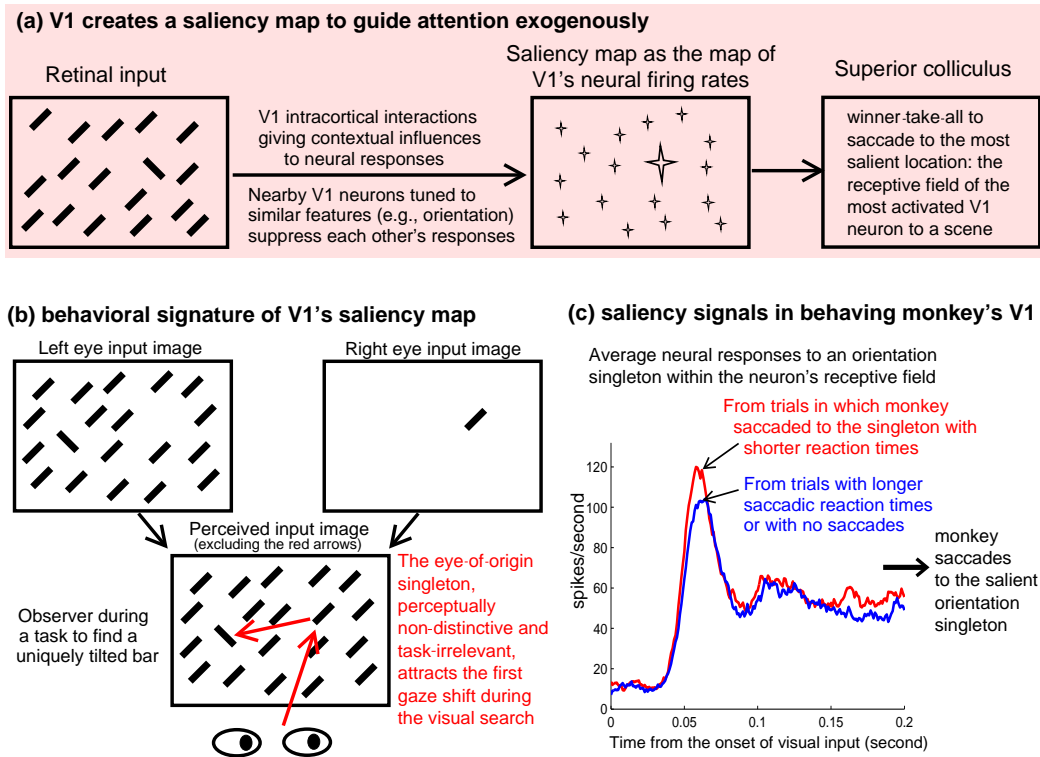 (a) V1 creates a saliency map to guide attention exogenously
Retinal input
V1 intracortical interactions
giving contextual influences
to neural responses
Nearby V1 neurons tuned to
similar features (e.g., orientation)
suppress each other's responses
Saliency map as the map of
V1's neural firing rates
Superior colliculus
winner-take-all to
saccade to the most
salient location: the
receptive field of the
most activated V1
neuron to a scene
(b) behavioral signature of V1's saliency map
Left eye input image
Right eye input image
Perceived input image
(excluding the red arrows)
Observer during
a task to find a
uniquely tilted bar
The eye-of-origin
singleton,
perceptually
non-distinctive and
task-irrelevant,
attracts the first
gaze shift during
the visual search
(c) saliency signals in behaving monkey's V1
Average neural responses to an orientation
singleton within the neuron's receptive field
From trials in which monkey
saccaded to the singleton with
shorter reaction times
From trials with longer
saccadic reaction times
or with no saccades
monkey
saccades
to the salient
orientation
singleton
spikes/second
120
100
80
60
40
20
0
0
0.05
0.1
0.15
0.2
Time from the onset of visual input (second)